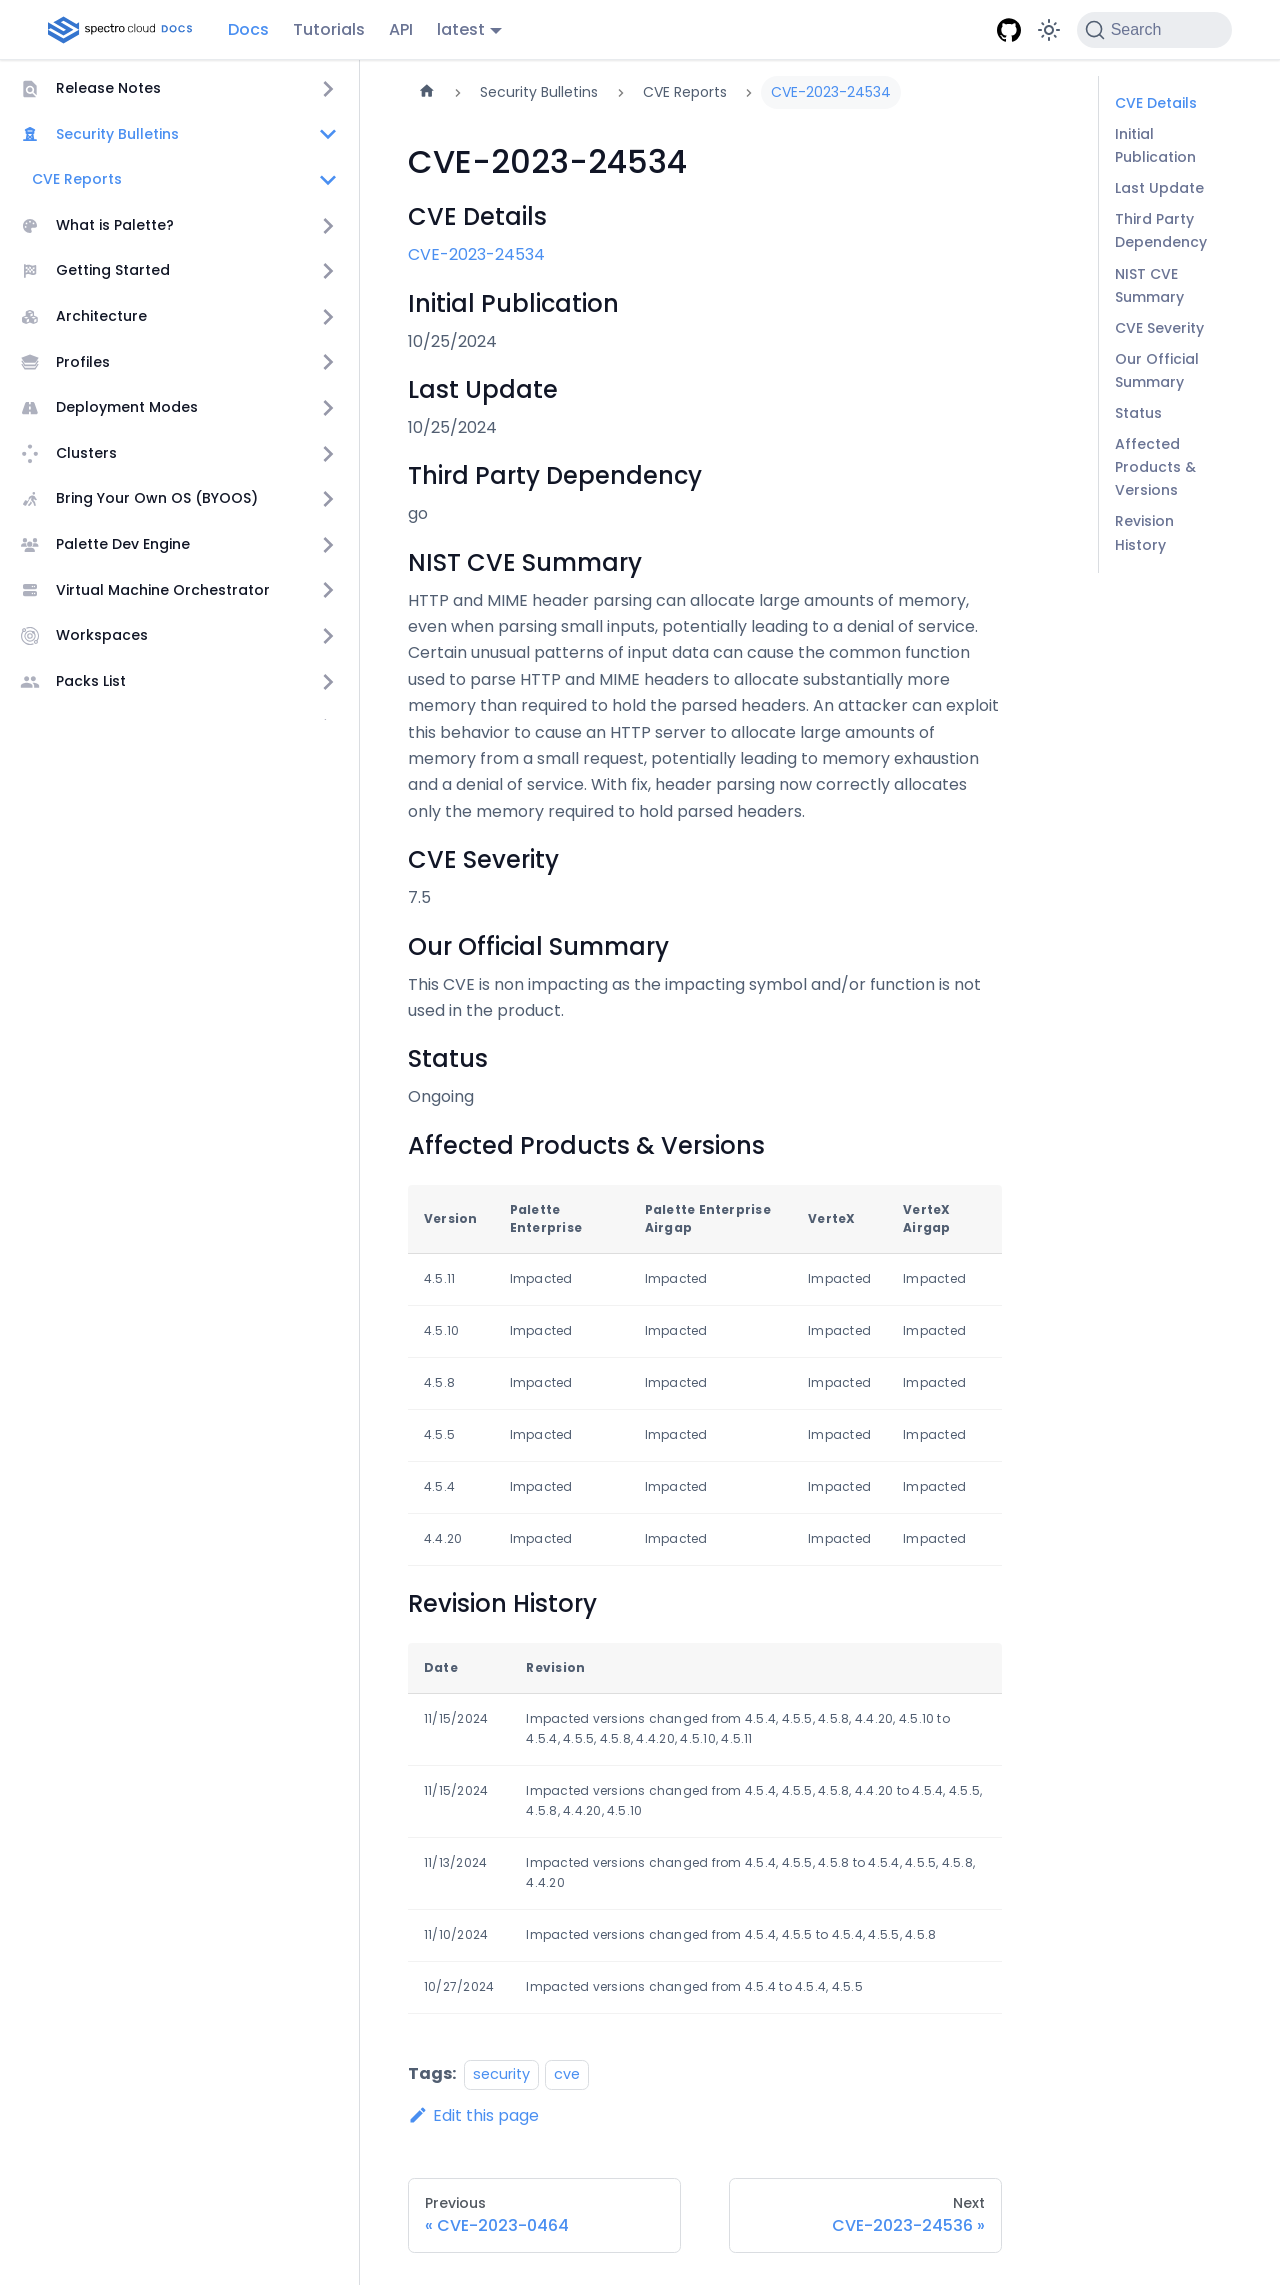 spectro cloud DOCS
Docs
Tutorials
API
latest
Search
Release Notes
Security Bulletins
CVE Reports
What is Palette?
Getting Started
Architecture
Profiles
Deployment Modes
Clusters
Bring Your Own OS (BYOOS)
Palette Dev Engine
Virtual Machine Orchestrator
Workspaces
Packs List
Security Bulletins
CVE Reports
CVE-2023-24534
CVE-2023-24534
CVE Details
CVE-2023-24534
Initial Publication
10/25/2024
Last Update
10/25/2024
Third Party Dependency
go
NIST CVE Summary
HTTP and MIME header parsing can allocate large amounts of memory,
even when parsing small inputs, potentially leading to a denial of service.
Certain unusual patterns of input data can cause the common function
used to parse HTTP and MIME headers to allocate substantially more
memory than required to hold the parsed headers. An attacker can exploit
this behavior to cause an HTTP server to allocate large amounts of
memory from a small request, potentially leading to memory exhaustion
and a denial of service. With fix, header parsing now correctly allocates
only the memory required to hold parsed headers.
CVE Severity
7.5
Our Official Summary
This CVE is non impacting as the impacting symbol and/or function is not
used in the product.
Status
Ongoing
Affected Products & Versions
Version Palette Enterprise Palette Enterprise Airgap VerteX VerteX Airgap
4.5.11 Impacted Impacted Impacted Impacted
4.5.10 Impacted Impacted Impacted Impacted
4.5.8 Impacted Impacted Impacted Impacted
4.5.5 Impacted Impacted Impacted Impacted
4.5.4 Impacted Impacted Impacted Impacted
4.4.20 Impacted Impacted Impacted Impacted
Revision History
Date Revision
11/15/2024 Impacted versions changed from 4.5.4, 4.5.5, 4.5.8, 4.4.20, 4.5.10 to
4.5.4, 4.5.5, 4.5.8, 4.4.20, 4.5.10, 4.5.11
11/15/2024 Impacted versions changed from 4.5.4, 4.5.5, 4.5.8, 4.4.20 to 4.5.4, 4.5.5,
4.5.8, 4.4.20, 4.5.10
11/13/2024 Impacted versions changed from 4.5.4, 4.5.5, 4.5.8 to 4.5.4, 4.5.5, 4.5.8,
4.4.20
11/10/2024 Impacted versions changed from 4.5.4, 4.5.5 to 4.5.4, 4.5.5, 4.5.8
10/27/2024 Impacted versions changed from 4.5.4 to 4.5.4, 4.5.5
Tags: security cve
Edit this page
Previous
« CVE-2023-0464
Next
CVE-2023-24536 »
CVE Details
Initial
Publication
Last Update
Third Party
Dependency
NIST CVE
Summary
CVE Severity
Our Official
Summary
Status
Affected
Products &
Versions
Revision
History